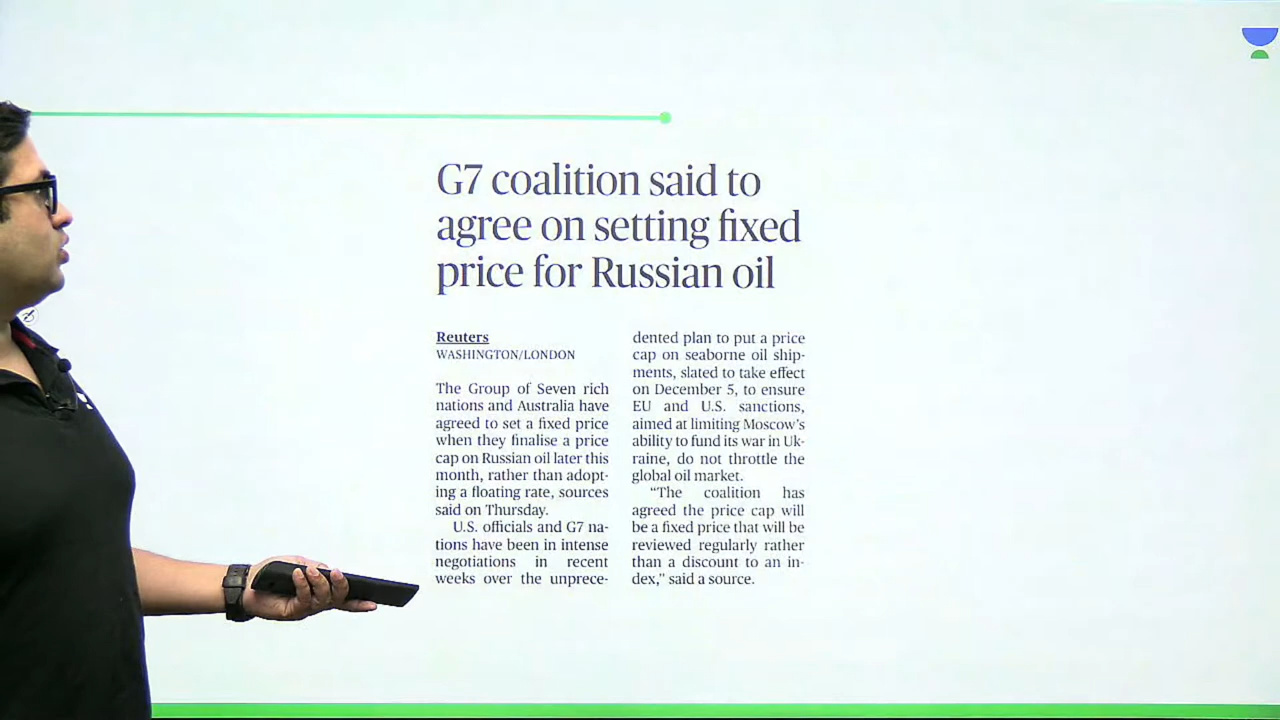 G7 coalition said to
agree on setting fixed
price for Russian oil
Reuters
WASHINGTON/LONDON
The Group of Seven rich
nations and Australia have
agreed to set a fixed price
when they finalise a price
cap on Russian oil later this
month, rather than adopt-
ing a floating rate, sources
said on Thursday.
U.S. officials and G7 na-
tions have been in intense
negotiations in recent
weeks over the unprece-
dented plan to put a price
cap on seaborne oil ship-
ments, slated to take effect
on December 5, to ensure
EU and U.S. sanctions,
aimed at limiting Moscow's
ability to fund its war in Uk-
raine, do not throttle the
global oil market.
“The coalition has
agreed the price cap will
be a fixed price that will be
reviewed regularly rather
than a discount to an in-
dex,” said a source.